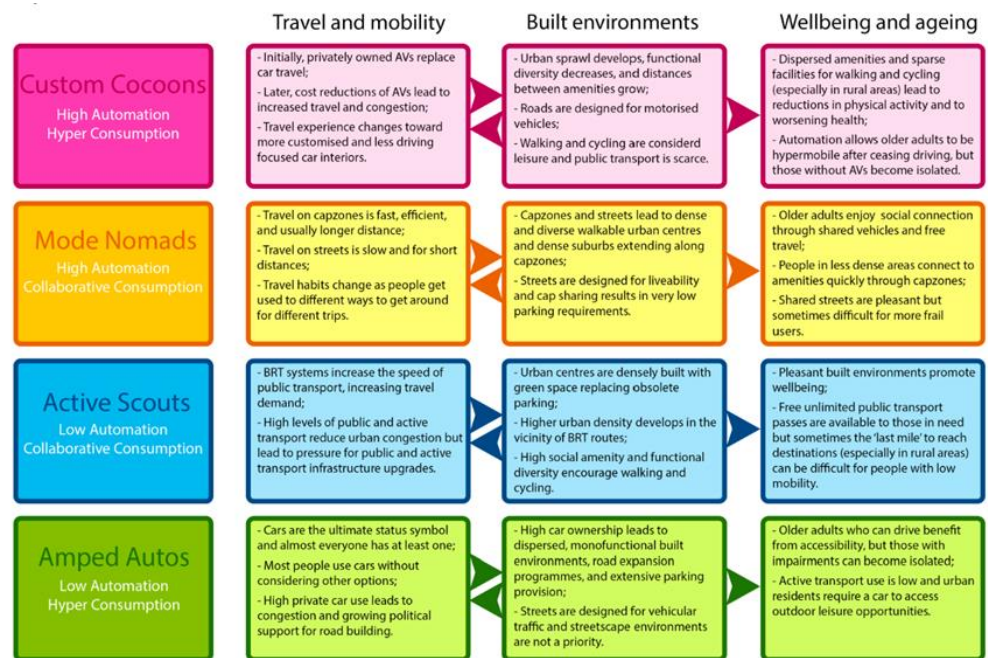 Travel and mobility
Built environments
Wellbeing and ageing
Custom Cocoons
High Automation
Hyper Consumption
- Initially, privately owned AVs replace
car travel;
- Later, cost reductions of AVs lead to
increased travel and congestion;
- Travel experience changes toward
more customised and less driving
focused car interiors.
- Urban sprawl develops, functional
diversity decreases, and distances
between amenities grow;
- Roads are designed for motorised
vehicles;
- Walking and cycling are considerd
leisure and public transport is scarce.
- Dispersed amenities and sparse
facilities for walking and cycling
(especially in rural areas) lead to
reductions in physical activity and to
worsening health;
- Automation allows older adults to be
hypermobile after ceasing driving, but
those without AVs become isolated.
Mode Nomads
High Automation
Collaborative Consumption
- Travel on capzones is fast, efficient,
and usually longer distance;
- Travel on streets is slow and for short
distances;
- Travel habits change as people get
used to different ways to get around
for different trips.
- Capzones and streets lead to dense
and diverse walkable urban centres
and dense suburbs extending along
capzones;
- Streets are designed for liveability
and cap sharing results in very low
parking requirements.
- Older adults enjoy social connection
through shared vehicles and free
travel;
- People in less dense areas connect to
amenities quickly through capzones;
- Shared streets are pleasant but
sometimes difficult for more frail
users.
Active Scouts
Low Automation
Collaborative Consumption
- BRT systems increase the speed of
public transport, increasing travel
demand;
- High levels of public and active
transport reduce urban congestion but
lead to pressure for public and active
transport infrastructure upgrades.
- Urban centres are densely built with
green space replacing obsolete
parking;
- Higher urban density develops in the
vicinity of BRT routes;
- High social amenity and functional
diversity encourage walking and
cycling.
- Pleasant built environments promote
wellbeing;
- Free unlimited public transport
passes are available to those in need
but sometimes the 'last mile' to reach
destinations (especially in rural areas)
can be difficult for people with low
mobility.
Amped Autos
Low Automation
Hyper Consumption
- Cars are the ultimate status symbol
and almost everyone has at least one;
- Most people use cars without
considering other options;
- High private car use leads to
congestion and growing political
support for road building.
- High car ownership leads to
dispersed, monofunctional built
environments, road expansion
programmes, and extensive parking
provision;
- Streets are designed for vehicular
traffic and streetscape environments
are not a priority.
- Older adults who can drive benefit
from accessibility, but those with
impairments can become isolated;
- Active transport use is low and urban
residents require a car to access
outdoor leisure opportunities.